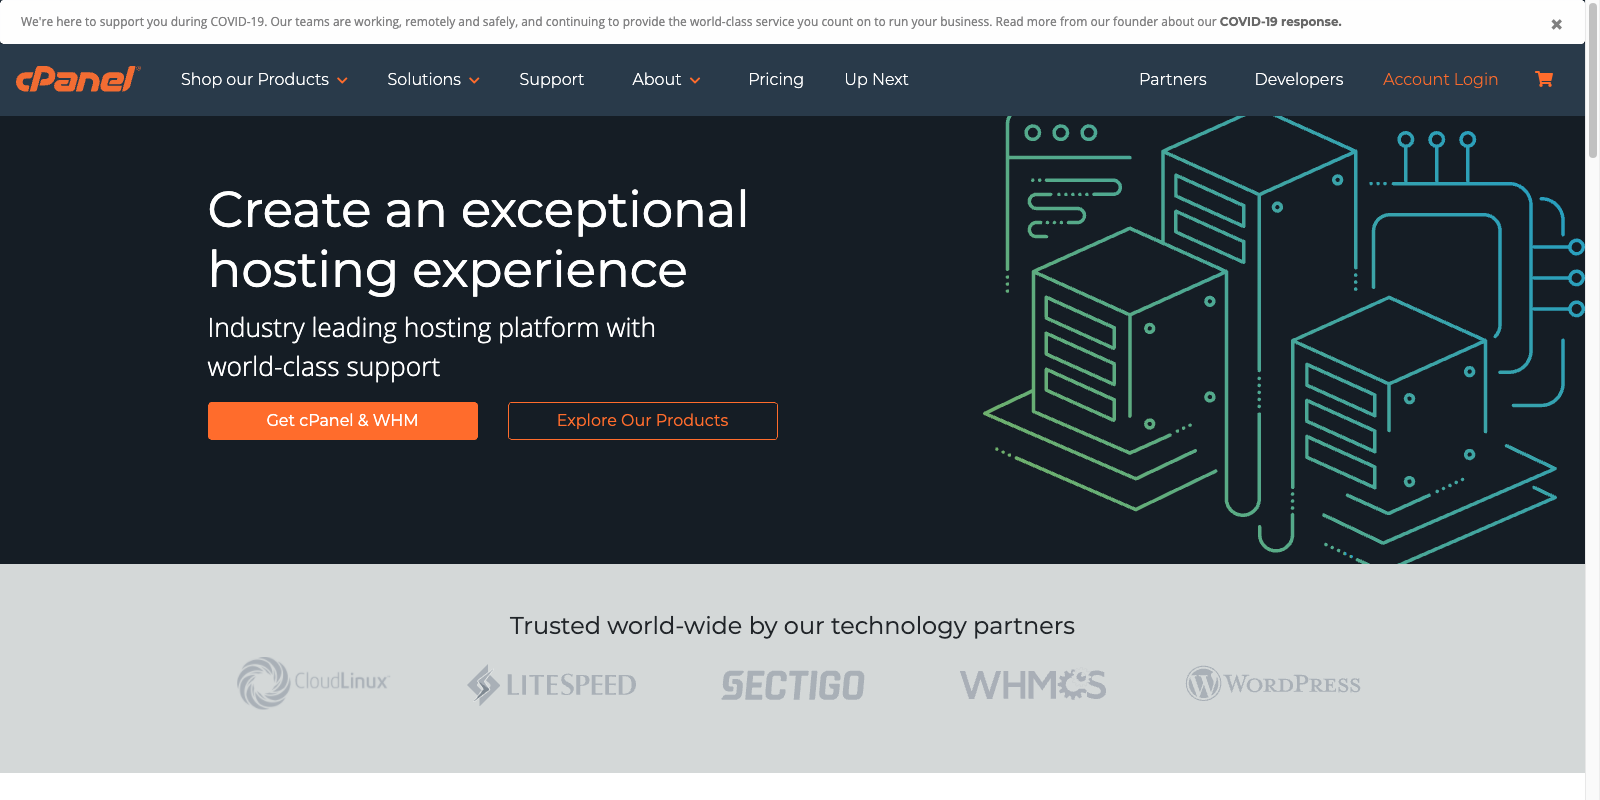 We're here to support you during COVID-19. Our teams are working, remotely and safely, and continuing to provide the world-class service you count on to run your business. Read more from our founder about our COVID-19 response.
cPanel® Shop our Products Solutions Support About Pricing Up Next Partners Developers Account Login
Create an exceptional
hosting experience
Industry leading hosting platform with
world-class support
Get cPanel & WHM Explore Our Products
Trusted world-wide by our technology partners
CloudLinux LITESPEED SECTIGO WHMCS WORDPRESS